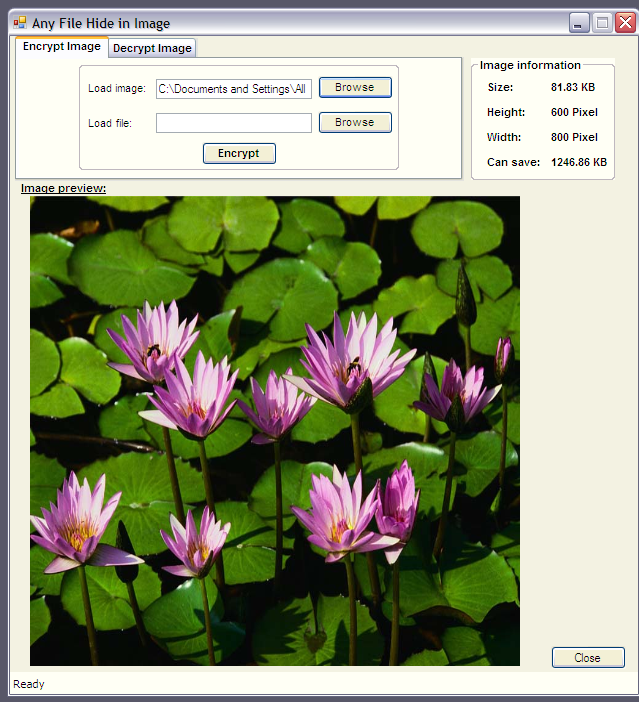 Any File Hide in Image
Encrypt Image Decrypt Image
Load image: C:\Documents and Settings\All Browse
Load file: Browse
Encrypt
Image information
Size: 81.83 KB
Height: 600 Pixel
Width: 800 Pixel
Can save: 1246.86 KB
Image preview:
Close
Ready